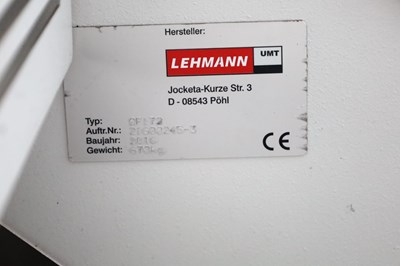 Hersteller:
LEHMANN UMT
Jocketa-Kurze Str. 3
D - 08543 Pöhl
Typ:
Auftr.Nr.:
Baujahr:
Gewicht:
CE